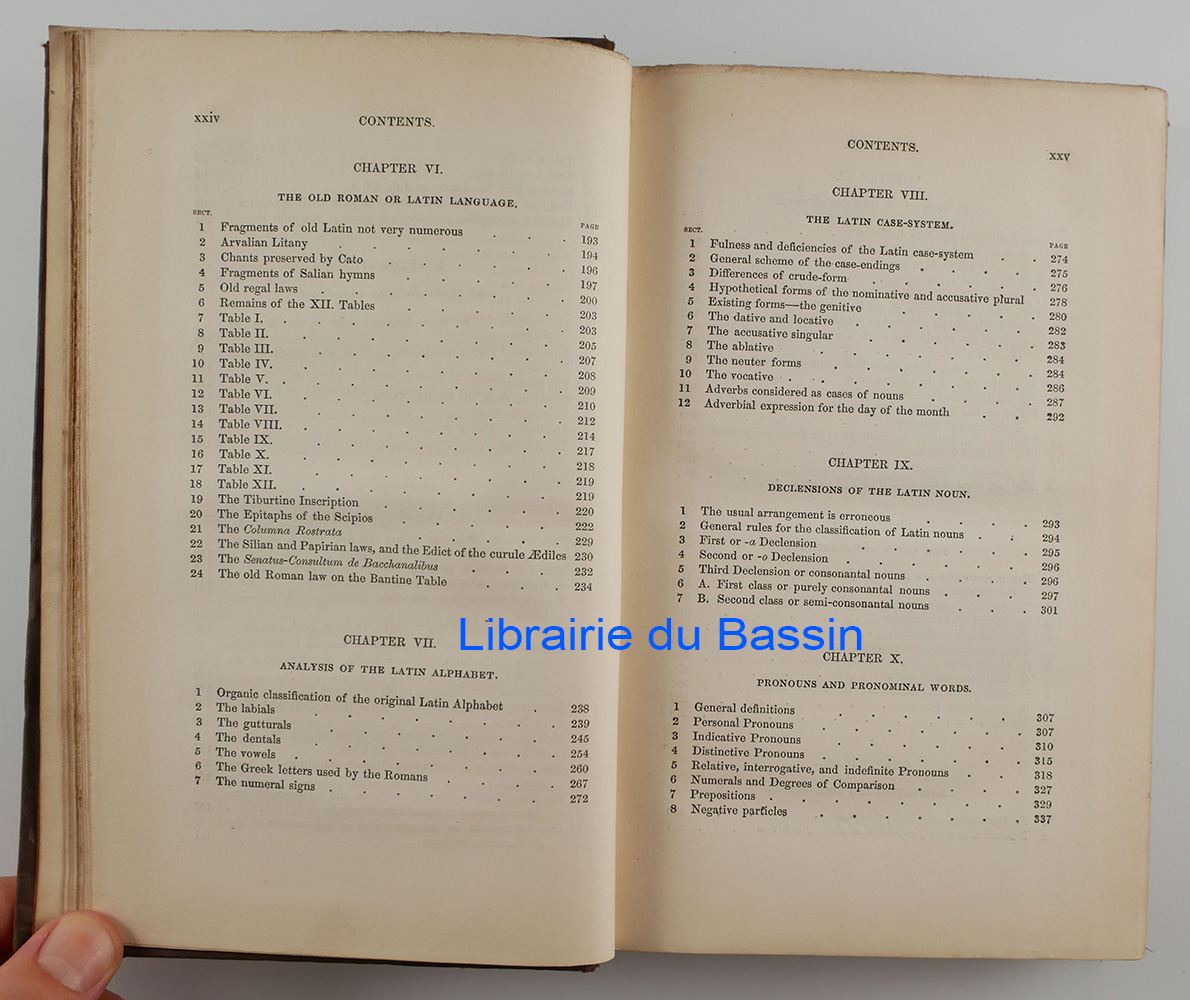 xxiv CONTENTS.
CHAPTER VI.
THE OLD ROMAN OR LATIN LANGUAGE.
SECT. PAGE
1 Fragments of old Latin not very numerous . . . 193
2 Arvalian Litany . . . . . . 194
3 Chants preserved by Cato . . . . . 196
4 Fragments of Salian hymns . . . . . 197
5 Old regal laws . . . . . . 200
6 Remains of the XII. Tables . . . . . 203
7 Table I. . . . . . . . 203
8 Table II. . . . . . . . 205
9 Table III. . . . . . . . 207
10 Table IV. . . . . . . . 208
11 Table V. . . . . . . . 209
12 Table VI. . . . . . . . 210
13 Table VII. . . . . . . . 212
14 Table VIII. . . . . . . . 214
15 Table IX. . . . . . . . 217
16 Table X. . . . . . . . 218
17 Table XI. . . . . . . . 219
18 Table XII. . . . . . . . 219
19 The Tiburtine Inscription . . . . . 220
20 The Epitaphs of the Scipios . . . . . 222
21 The Columna Rostrata . . . . . 229
22 The Silian and Papirian laws, and the Edict of the curule Ædiles 230
23 The Senatus-Consultum de Bacchanalibus . . . 232
24 The old Roman law on the Bantine Table . . . 234
CHAPTER VII.
ANALYSIS OF THE LATIN ALPHABET.
1 Organic classification of the original Latin Alphabet . 238
2 The labials . . . . . . . 239
3 The gutturals . . . . . . . 245
4 The dentals . . . . . . . 254
5 The vowels . . . . . . . 260
6 The Greek letters used by the Romans . . . 267
7 The numeral signs . . . . . . 272
CONTENTS. xxv
CHAPTER VIII.
THE LATIN CASE-SYSTEM.
SECT. PAGE
1 Fulness and deficiencies of the Latin case-system . . 274
2 General scheme of the case-endings . . . . 275
3 Differences of crude-form . . . . . 276
4 Hypothetical forms of the nominative and accusative plural 278
5 Existing forms—the genitive . . . . . 280
6 The dative and locative . . . . . 282
7 The accusative singular . . . . . 283
8 The ablative . . . . . . 284
9 The neuter forms . . . . . . 284
10 The vocative . . . . . . . 286
11 Adverbs considered as cases of nouns . . . . 287
12 Adverbial expression for the day of the month . . 292
CHAPTER IX.
DECLENSIONS OF THE LATIN NOUN.
1 The usual arrangement is erroneous . . . . 293
2 General rules for the classification of Latin nouns . . 294
3 First or -a Declension . . . . . 295
4 Second or -o Declension . . . . . 296
5 Third Declension or consonantal nouns . . . . 296
6 A. First class or purely consonantal nouns . . . 297
7 B. Second class or semi-consonantal nouns . . . 301
Librairie du Bassin
CHAPTER X.
PRONOUNS AND PRONOMINAL WORDS.
1 General definitions . . . . . . 307
2 Personal Pronouns . . . . . . 307
3 Indicative Pronouns . . . . . . 310
4 Distinctive Pronouns . . . . . . 315
5 Relative, interrogative, and indefinite Pronouns . . 318
6 Numerals and Degrees of Comparison . . . . 327
7 Prepositions . . . . . . . 329
8 Negative particles . . . . . . 337